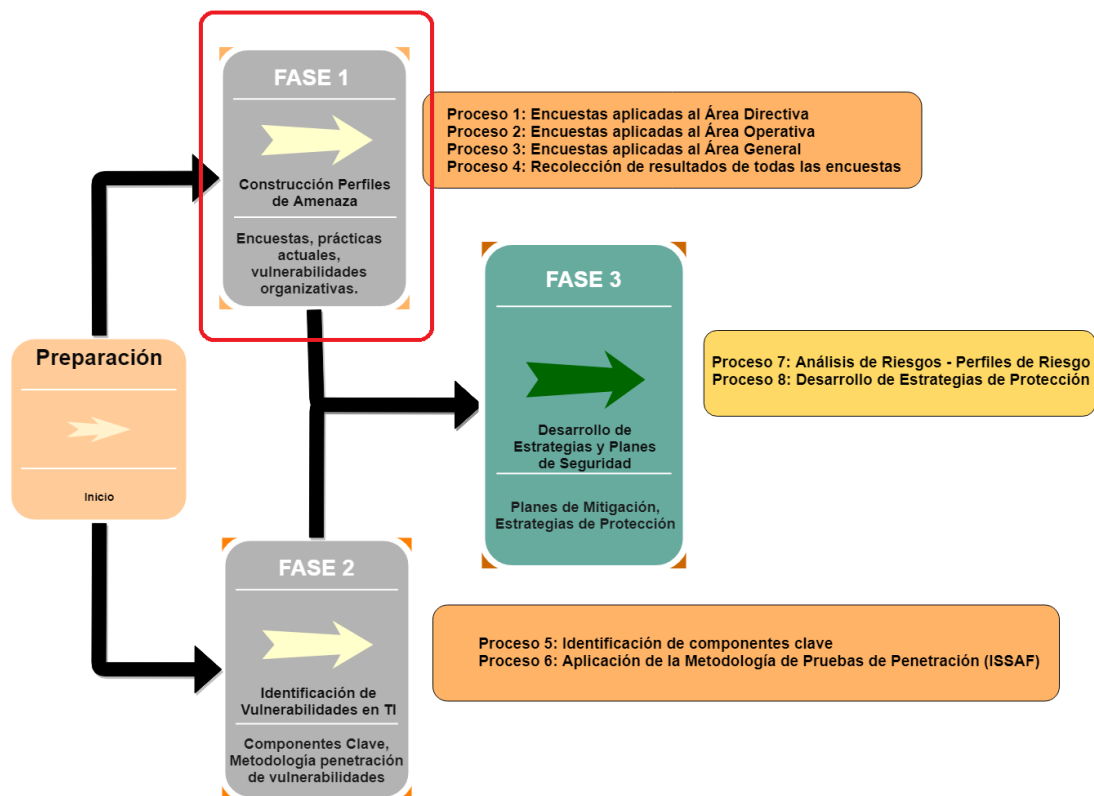 FASE 1
Construcción Perfiles
de Amenaza
Encuestas, prácticas
actuales,
vulnerabilidades
organizativas.
Proceso 1: Encuestas aplicadas al Área Directiva
Proceso 2: Encuestas aplicadas al Área Operativa
Proceso 3: Encuestas aplicadas al Área General
Proceso 4: Recolección de resultados de todas las encuestas
Preparación
Inicio
FASE 3
Desarrollo de
Estrategias y Planes
de Seguridad
Planes de Mitigación,
Estrategias de Protección
Proceso 7: Análisis de Riesgos - Perfiles de Riesgo
Proceso 8: Desarrollo de Estrategias de Protección
FASE 2
Identificación de
Vulnerabilidades en TI
Componentes Clave,
Metodología penetración
de vulnerabilidades
Proceso 5: Identificación de componentes clave
Proceso 6: Aplicación de la Metodología de Pruebas de Penetración (ISSAF)